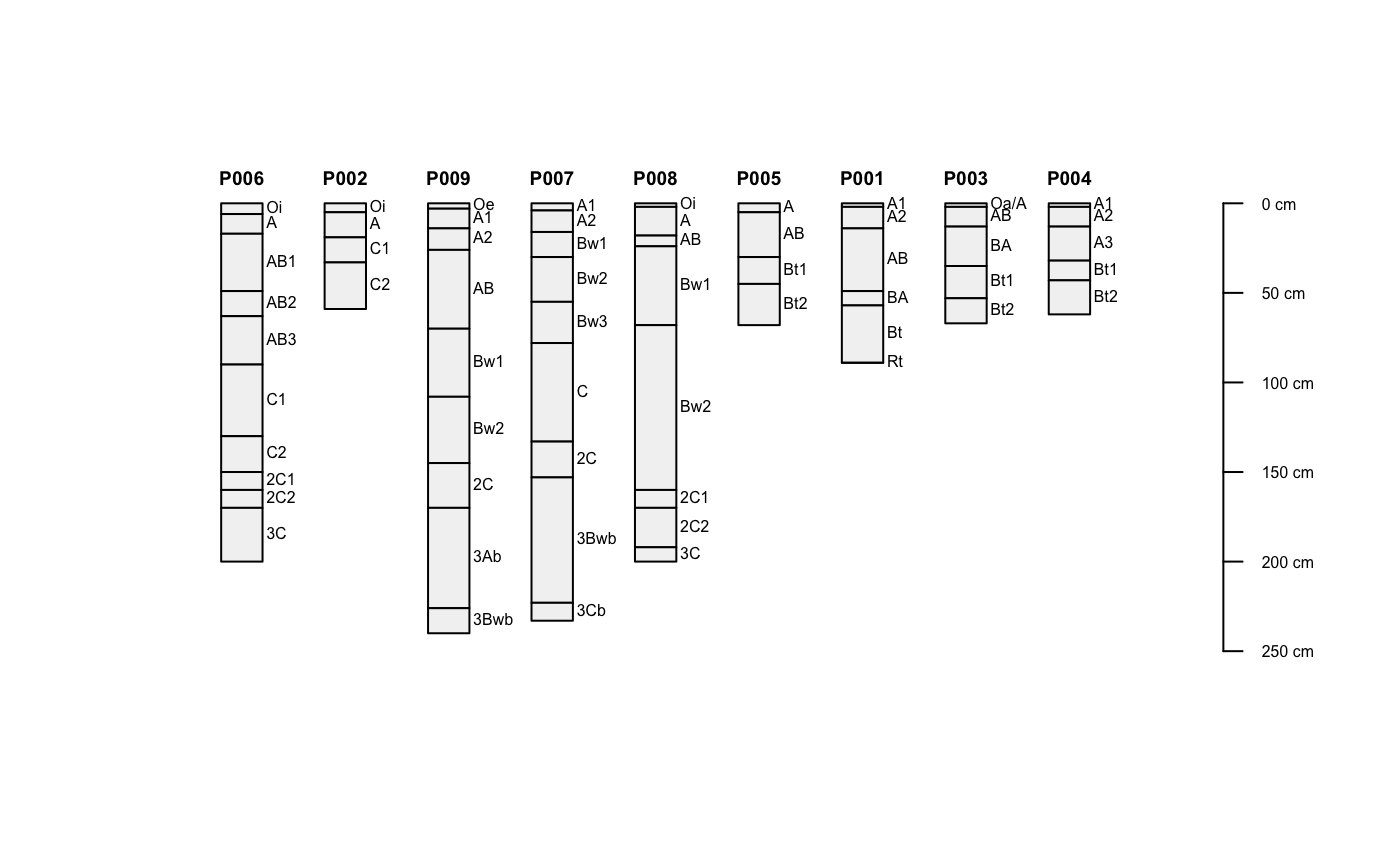 P006 P002 P009 P007 P008 P005 P001 P003 P004
Oi
A
AB1
AB2
AB3
C1
C2
2C1
2C2
3C
Oi
A
C1
C2
Oe
A1
A2
AB
Bw1
Bw2
2C
3Ab
3Bwb
A1
A2
Bw1
Bw2
Bw3
C
2C
3Bwb
3Cb
Oi
A
AB
Bw1
Bw2
2C1
2C2
3C
A
AB
Bt1
Bt2
A1
A2
AB
BA
Bt
Rt
Oa/A
AB
BA
Bt1
Bt2
A1
A2
A3
Bt1
Bt2
0 cm
50 cm
100 cm
150 cm
200 cm
250 cm